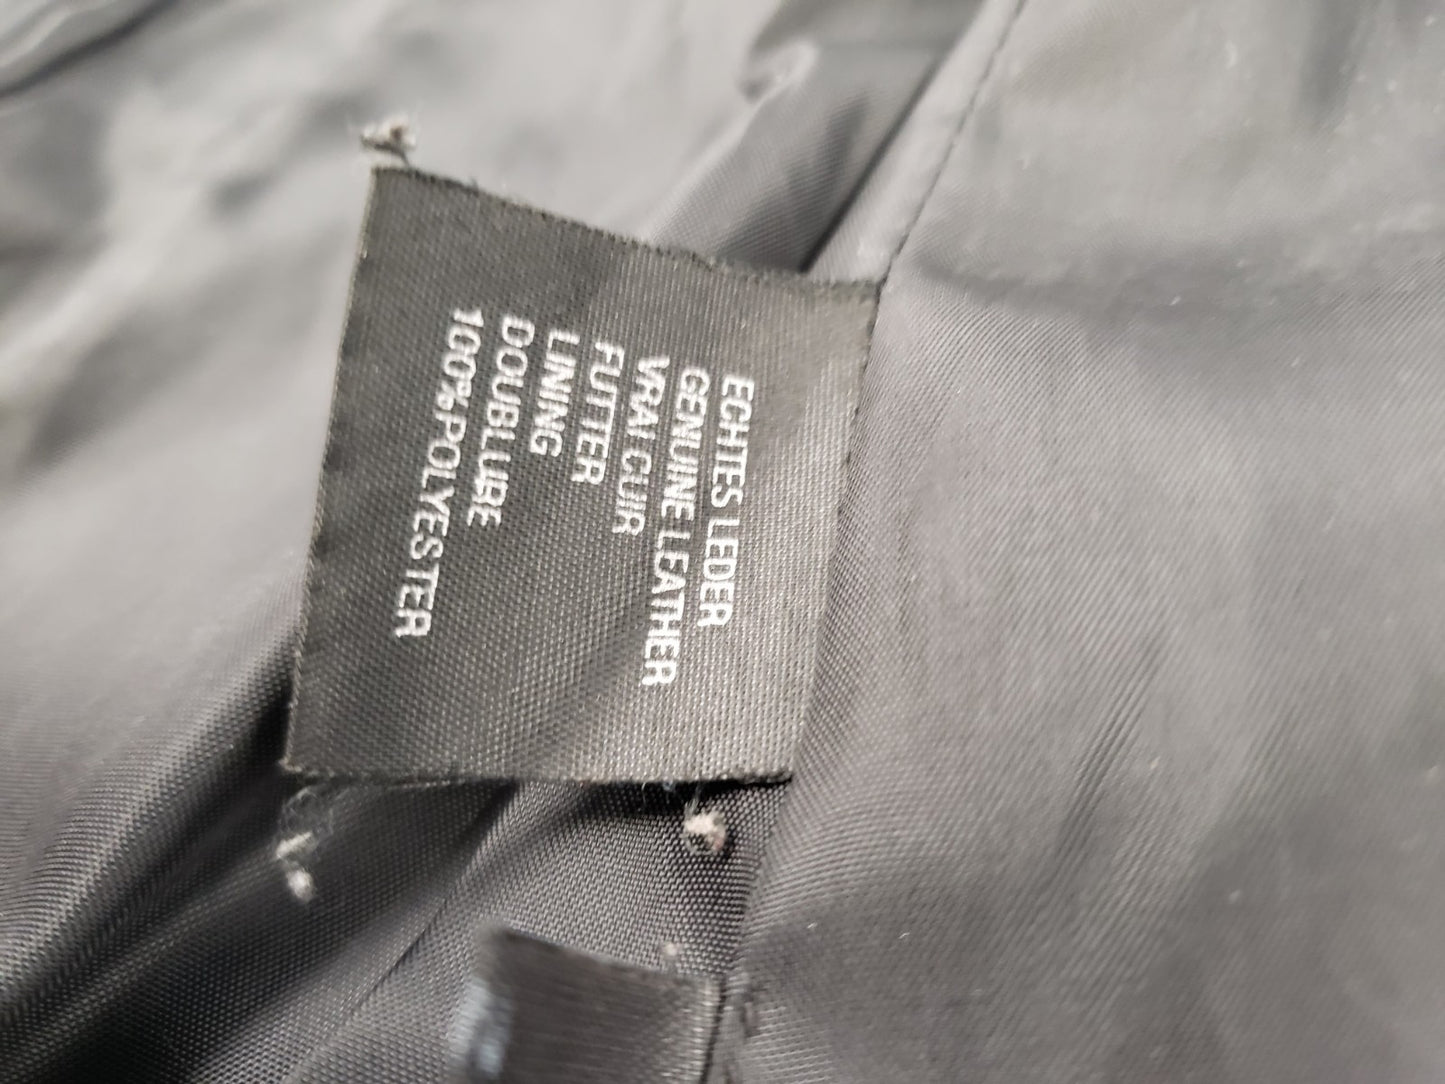 ECHTES LEDER
GENUINE LEATHER
VRAI CUIR
FUTTER
LINING
DOUBLURE
100%POLYESTER